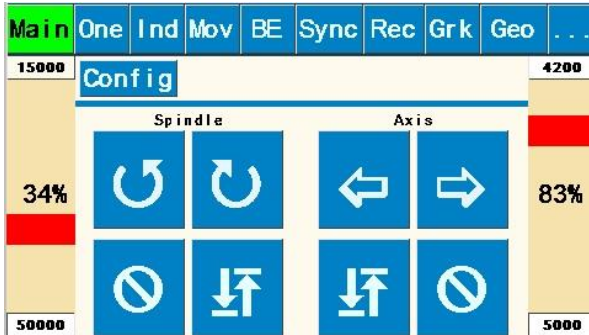 Main One Ind Mov BE Sync Rec Grk Geo ...
15000 Config 4200
Spindle Axis
34% 83%
50000 5000